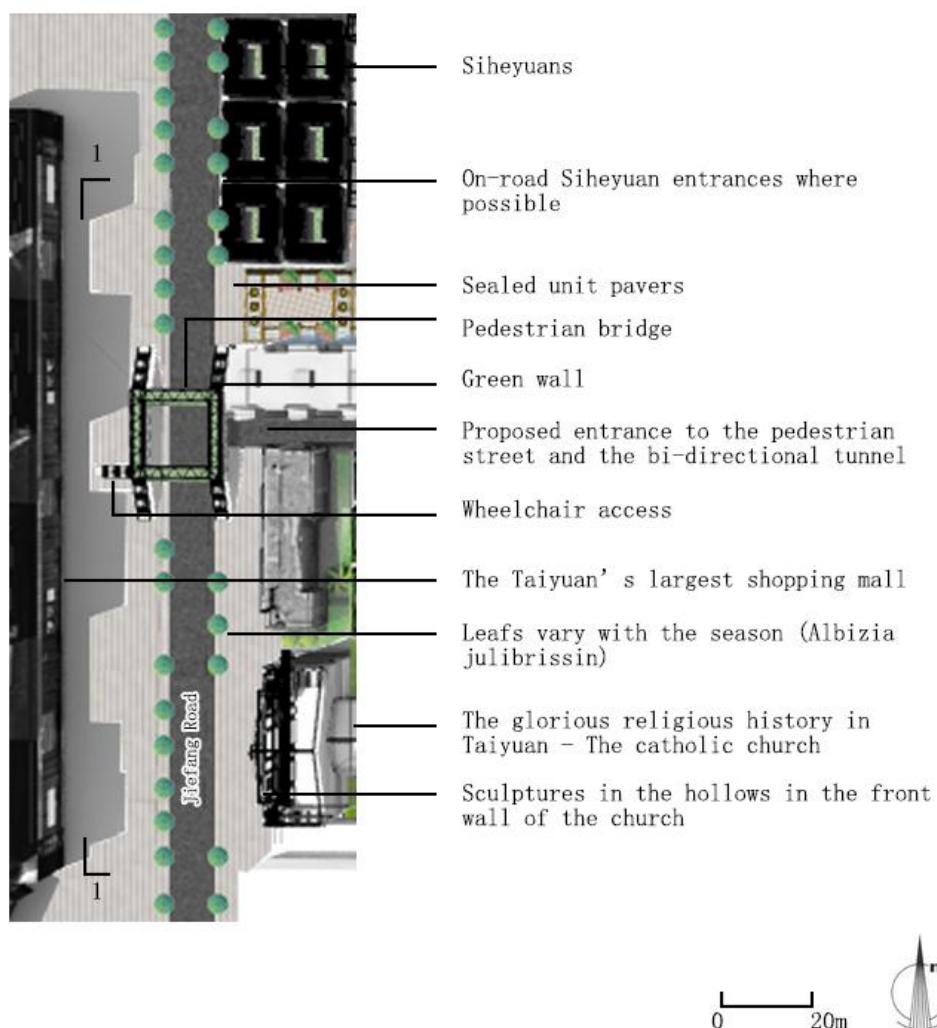 1
Siheyuans
On-road Siheyuan entrances where
possible
Sealed unit pavers
Pedestrian bridge
Green wall
Proposed entrance to the pedestrian
street and the bi-directional tunnel
Wheelchair access
The Taiyuan's largest shopping mall
Leafs vary with the season (Albizia
julibrissin)
Jiefang Road
The glorious religious history in
Taiyuan - The catholic church
Sculptures in the hollows in the front
wall of the church
1
0 20m
n